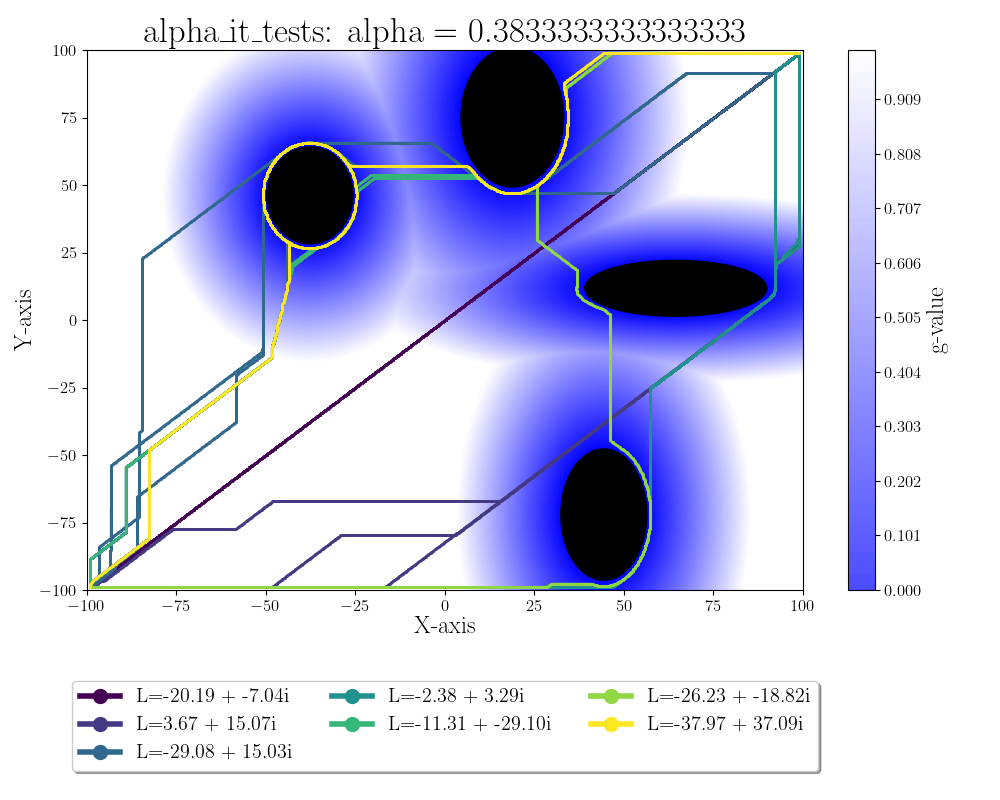 alpha_it_tests: alpha = 0.3833333333333333
100
75
50
25
0
−25
−50
−75
−100
Y-axis
−100 −75 −50 −25 0 25 50 75 100
X-axis
0.909
0.808
0.707
0.606
0.505
0.404
0.303
0.202
0.101
0.000
g-value
L=-20.19 + -7.04i L=-2.38 + 3.29i L=-26.23 + -18.82i
L=3.67 + 15.07i L=-11.31 + -29.10i L=-37.97 + 37.09i
L=-29.08 + 15.03i